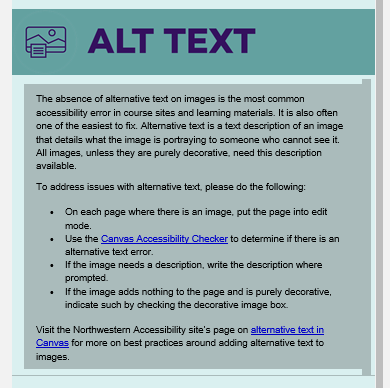 ALT TEXT
The absence of alternative text on images is the most common
accessibility error in course sites and learning materials. It is also often
one of the easiest to fix. Alternative text is a text description of an image
that details what the image is portraying to someone who cannot see it.
All images, unless they are purely decorative, need this description
available.
To address issues with alternative text, please do the following:
• On each page where there is an image, put the page into edit
mode.
• Use the Canvas Accessibility Checker to determine if there is an
alternative text error.
• If the image needs a description, write the description where
prompted.
• If the image adds nothing to the page and is purely decorative,
indicate such by checking the decorative image box.
Visit the Northwestern Accessibility site's page on alternative text in
Canvas for more on best practices around adding alternative text to
images.